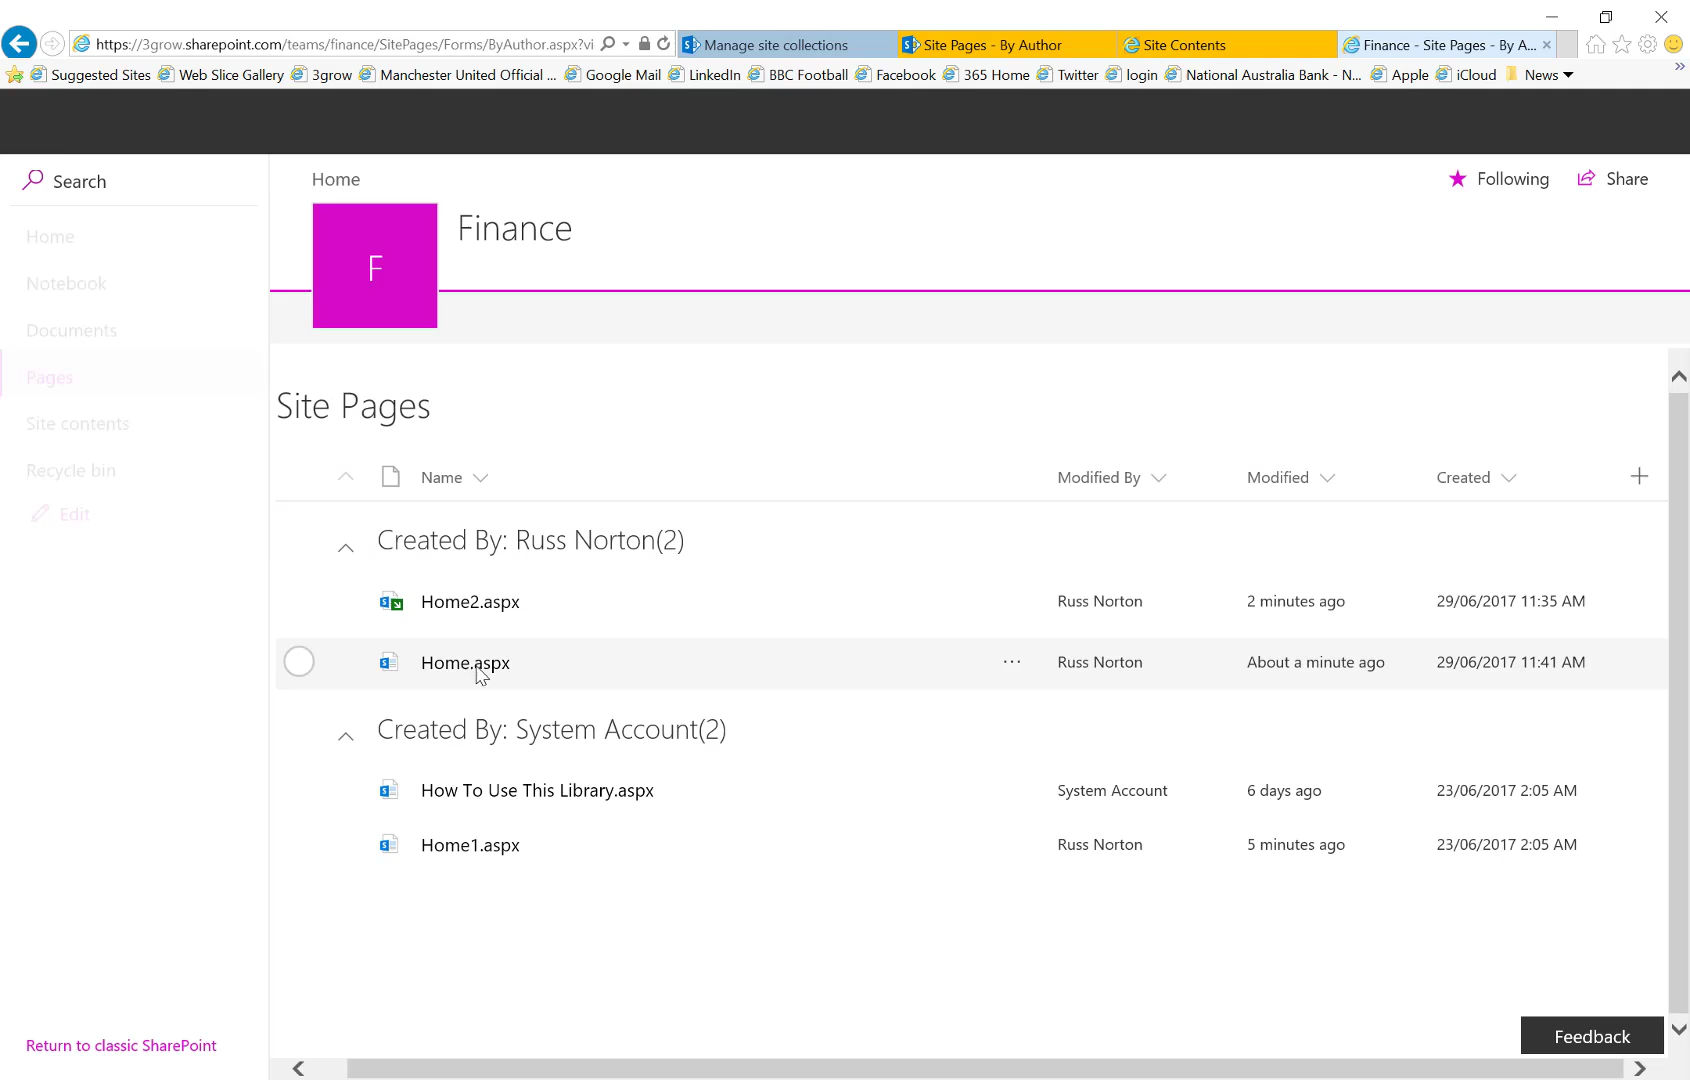 https://3grow.sharepoint.com/teams/finance/SitePages/Forms/ByAuthor.aspx?vi
Manage site collections
Site Pages - By Author
Site Contents
Finance - Site Pages - By A...
Suggested Sites
Web Slice Gallery
3grow
Manchester United Official ...
Google Mail
LinkedIn
BBC Football
Facebook
365 Home
Twitter
login
National Australia Bank - N...
Apple
iCloud
News
Search
Home
Following
Share
F
Finance
Home
Notebook
Documents
Pages
Site contents
Recycle bin
Edit
Site Pages
Name
Modified By
Modified
Created
Created By: Russ Norton(2)
Home2.aspx
Russ Norton
2 minutes ago
29/06/2017 11:35 AM
Home.aspx
...
Russ Norton
About a minute ago
29/06/2017 11:41 AM
Created By: System Account(2)
How To Use This Library.aspx
System Account
6 days ago
23/06/2017 2:05 AM
Home1.aspx
Russ Norton
5 minutes ago
23/06/2017 2:05 AM
Return to classic SharePoint
Feedback